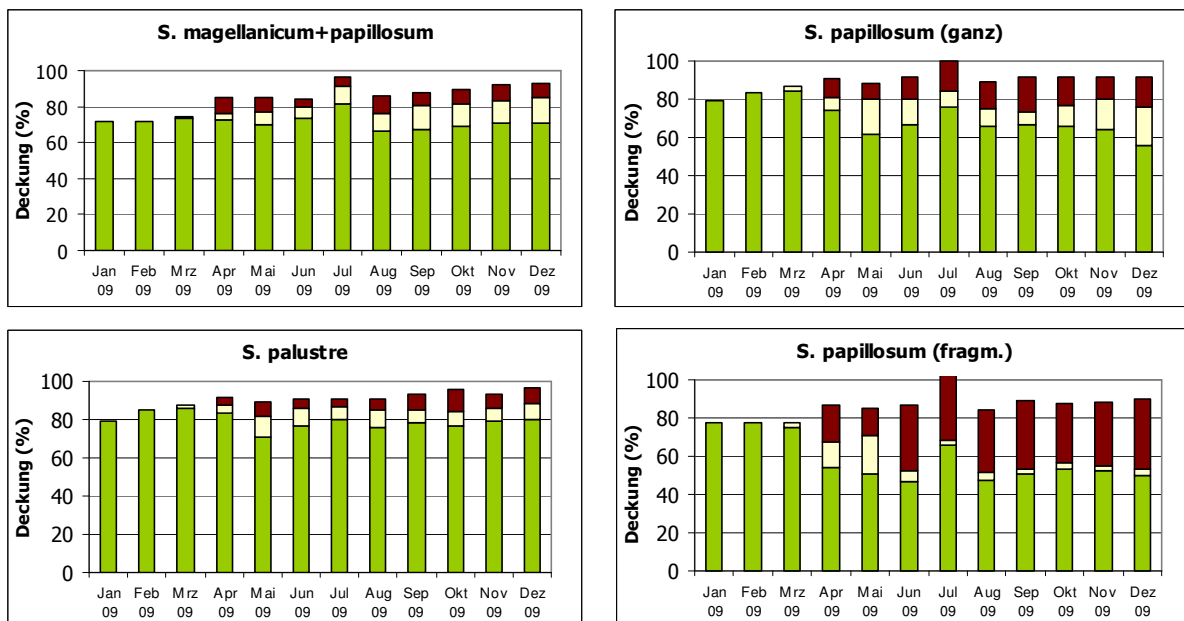 S. magellanicum+papillosum
Deckung (%)
100
80
60
40
20
0
Jan Feb Mrz Apr Mai Jun Jul Aug Sep Okt Nov Dez
09 09 09 09 09 09 09 09 09 09 09 09
S. papillosum (ganz)
Deckung (%)
100
80
60
40
20
0
Jan Feb Mrz Apr Mai Jun Jul Aug Sep Okt Nov Dez
09 09 09 09 09 09 09 09 09 09 09 09
S. palustre
Deckung (%)
100
80
60
40
20
0
Jan Feb Mrz Apr Mai Jun Jul Aug Sep Okt Nov Dez
09 09 09 09 09 09 09 09 09 09 09 09
S. papillosum (fragm.)
Deckung (%)
100
80
60
40
20
0
Jan Feb Mrz Apr Mai Jun Jul Aug Sep Okt Nov Dez
09 09 09 09 09 09 09 09 09 09 09 09